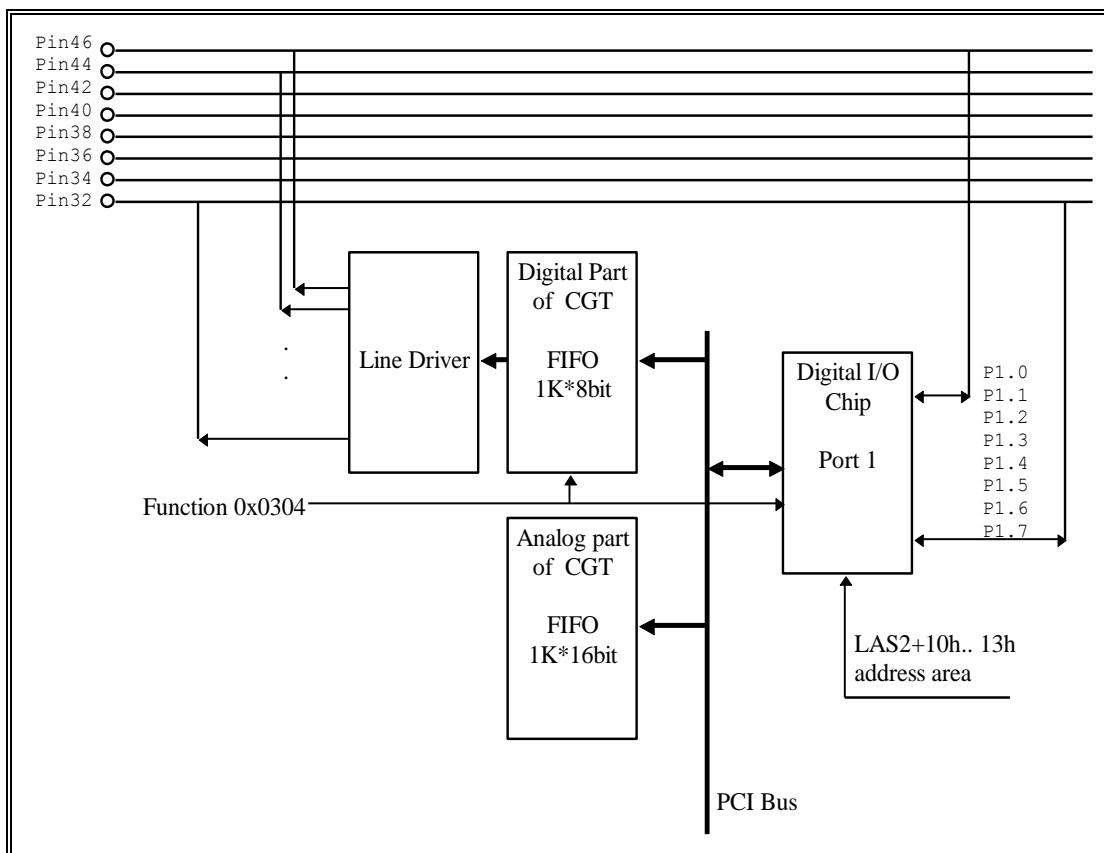 Pin46
Pin44
Pin42
Pin40
Pin38
Pin36
Pin34
Pin32
Line Driver
.
.
Digital Part
of CGT
FIFO
1K*8bit
Digital I/O
Chip
Port 1
P1.0
P1.1
P1.2
P1.3
P1.4
P1.5
P1.6
P1.7
Function 0x0304
Analog part
of CGT
FIFO
1K*16bit
LAS2+10h.. 13h
address area
PCI Bus